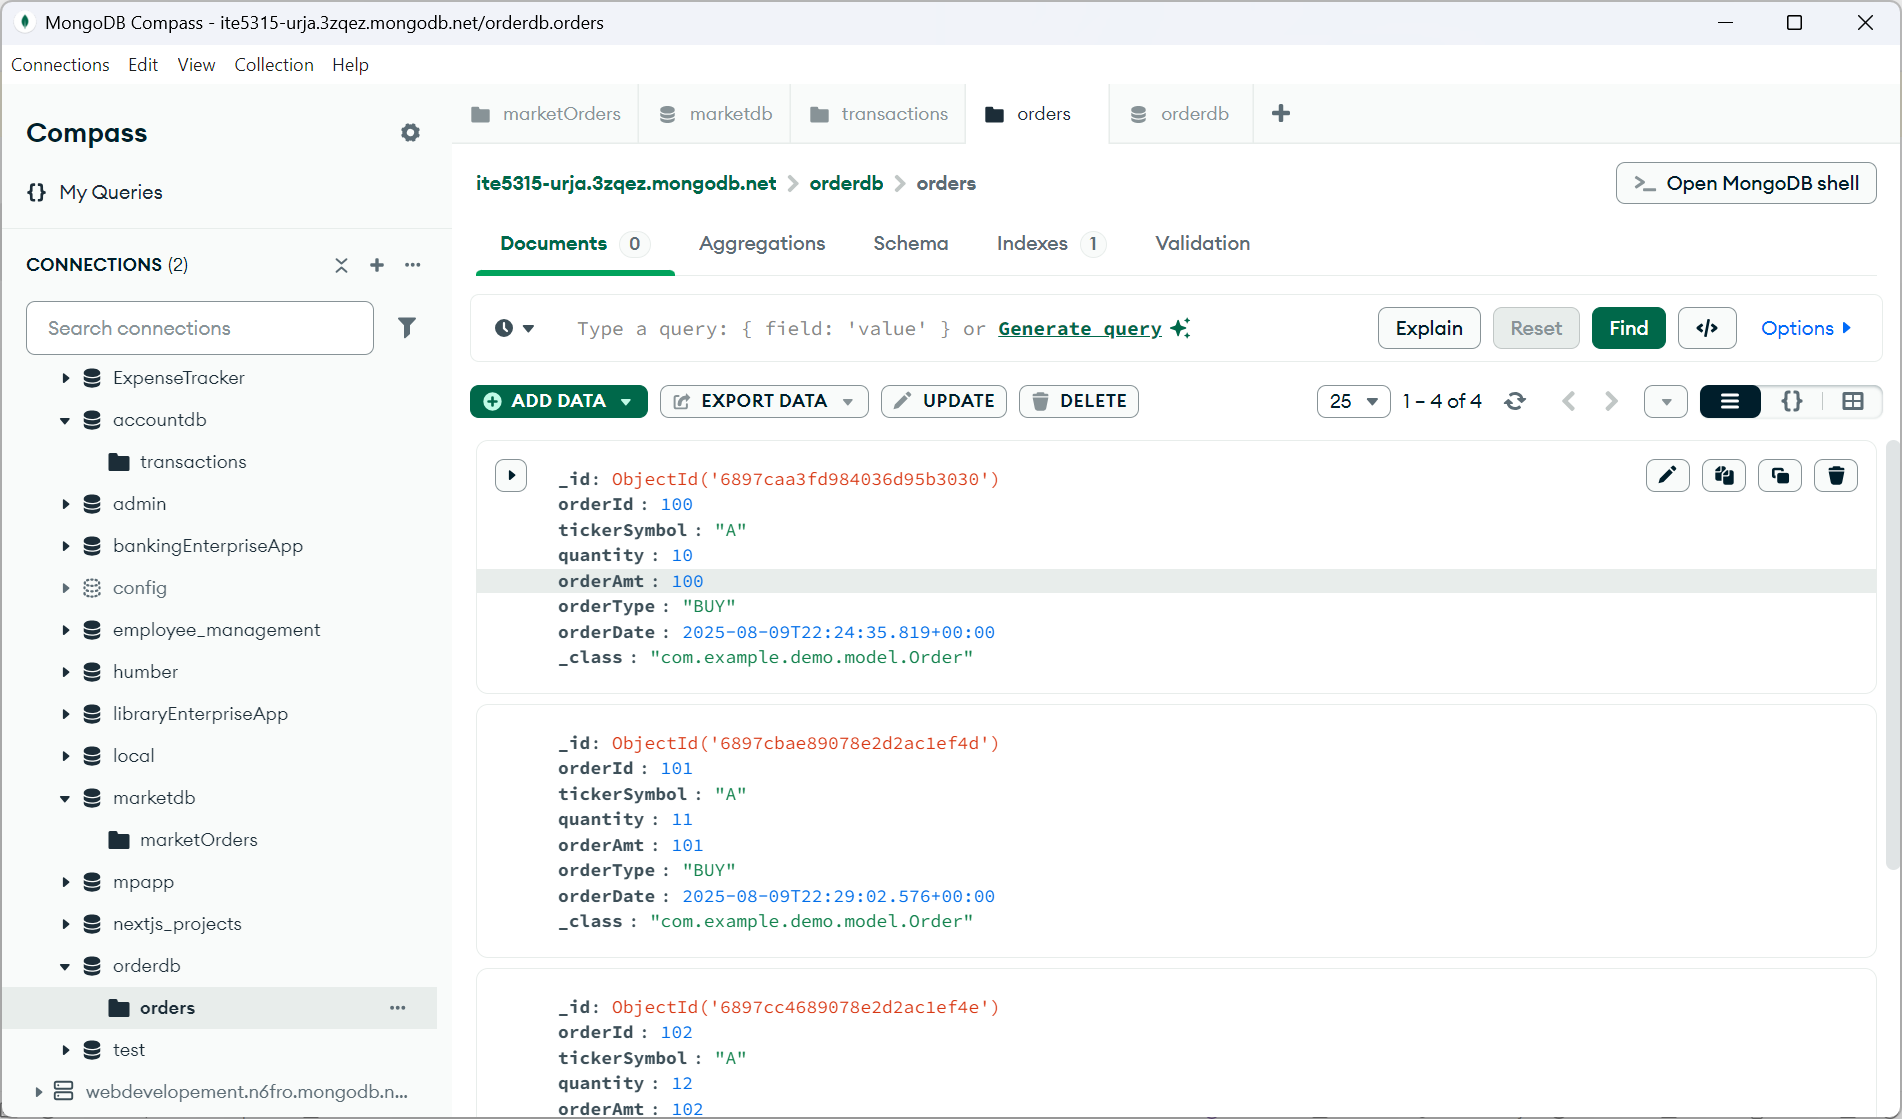 MongoDB Compass - ite5315-urja.3zqez.mongodb.net/orderdb.orders
Connections Edit View Collection Help
Compass
{} My Queries
CONNECTIONS (2)
Search connections
ExpenseTracker
accountdb
transactions
admin
bankingEnterpriseApp
config
employee_management
humber
libraryEnterpriseApp
local
marketdb
marketOrders
mpapp
nextjs_projects
orderdb
orders
test
webdevelopement.n6fro.mongodb.n...
marketOrders marketdb transactions orders orderdb
ite5315-urja.3zqez.mongodb.net > orderdb > orders
>_ Open MongoDB shell
Documents 0 Aggregations Schema Indexes 1 Validation
Type a query: { field: 'value' } or Generate query
Explain Reset Find </> Options
ADD DATA EXPORT DATA UPDATE DELETE
25 1 – 4 of 4 {}
_id: ObjectId('6897caa3fd984036d95b3030')
orderId : 100
tickerSymbol : "A"
quantity : 10
orderAmt : 100
orderType : "BUY"
orderDate : 2025-08-09T22:24:35.819+00:00
_class : "com.example.demo.model.Order"
_id: ObjectId('6897cbae89078e2d2ac1ef4d')
orderId : 101
tickerSymbol : "A"
quantity : 11
orderAmt : 101
orderType : "BUY"
orderDate : 2025-08-09T22:29:02.576+00:00
_class : "com.example.demo.model.Order"
_id: ObjectId('6897cc4689078e2d2ac1ef4e')
orderId : 102
tickerSymbol : "A"
quantity : 12
orderAmt : 102